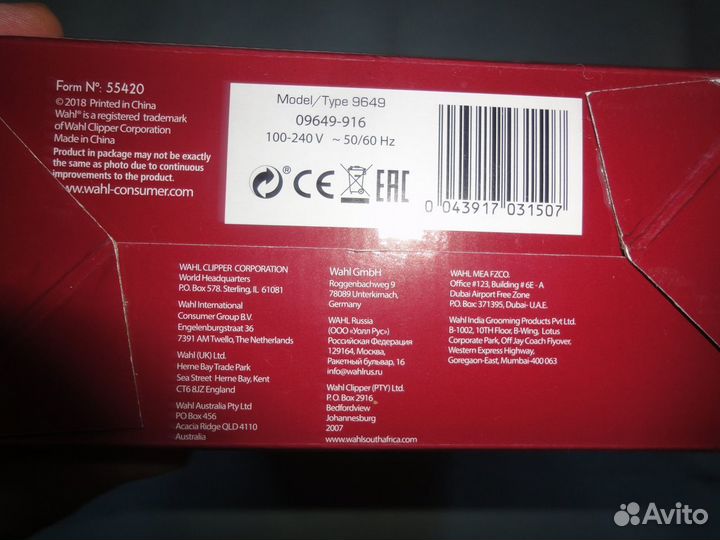 Form Nº: 55420
©2018 Printed in China
Wahl® is a registered trademark
of Wahl Clipper Corporation
Made in China
Product in package may not be exactly
the same as photo due to continuous
improvements to the product.
www.wahl-consumer.com
Model/Type 9649
09649-916
100-240 V ~ 50/60 Hz
® CE EAC
0 043917 031507
WAHL CLIPPER CORPORATION
World Headquarters
P.O. Box 578. Sterling, IL 61081
Wahl International
Consumer Group B.V.
Engelenburgstraat 36
7391 AM Twello, The Netherlands
Wahl (UK) Ltd.
Herne Bay Trade Park
Sea Street Herne Bay, Kent
CT6 8JZ England
Wahl Australia Pty Ltd
PO Box 456
Acacia Ridge QLD 4110
Australia
Wahl GmbH
Roggenbachweg 9
78089 Unterkirnach,
Germany
WAHL Russia
(ООО «Уолл Рус»)
Российская Федерация
129164, Москва,
Ракетный бульвар, 16
info@wahlrus.ru
Wahl Clipper (PTY) Ltd.
P.O. Box 2916
Bedfordview
Johannesburg
2007
www.wahlsouthafrica.com
WAHL MEA FZCO.
Office #123, Building # 6E - A
Dubai Airport Free Zone
Dubai- U.A.E.
Wahl India Grooming Products Pvt Ltd.
B-1002, 10TH Floor, B-Wing, Lotus
Corporate Park, Off Jay Coach Flyover,
Western Express Highway,
Goregaon-East, Mumbai-400 063
Avito